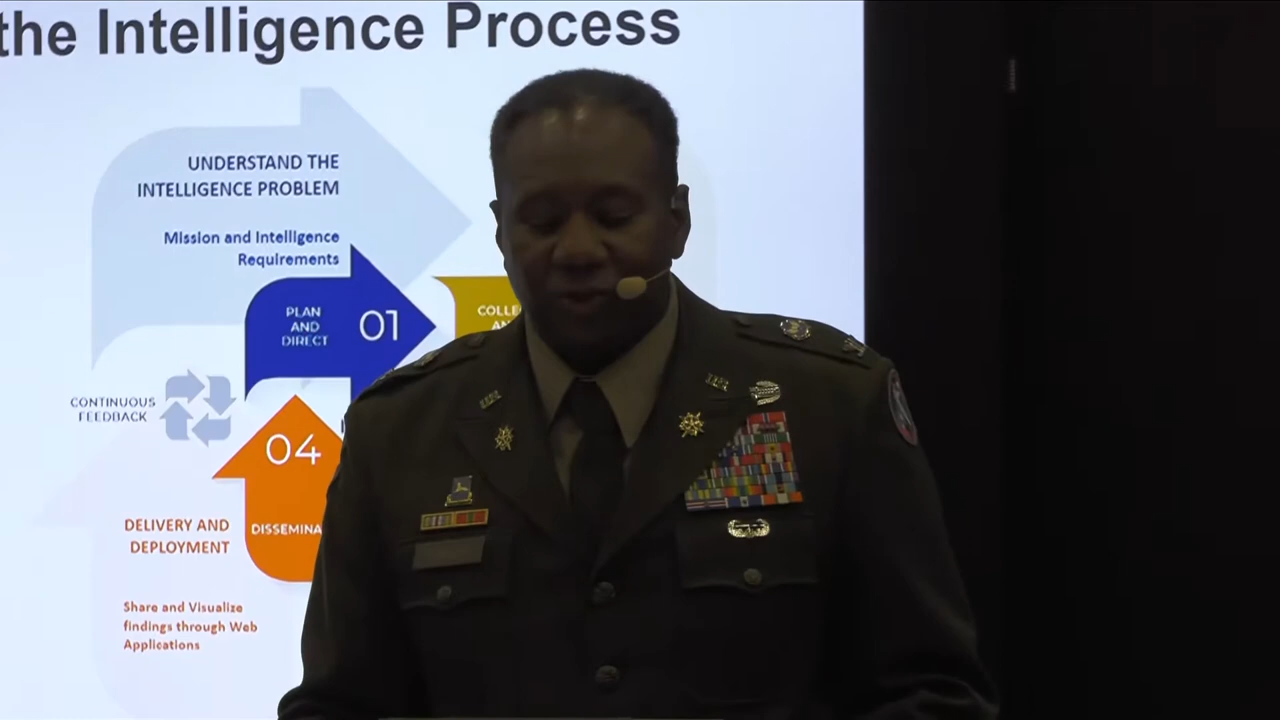 the Intelligence Process
UNDERSTAND THE
INTELLIGENCE PROBLEM
Mission and Intelligence
Requirements
PLAN
AND
DIRECT
01
CONTINUOUS
FEEDBACK
04
DELIVERY AND
DEPLOYMENT
Share and Visualize
findings through Web
Applications